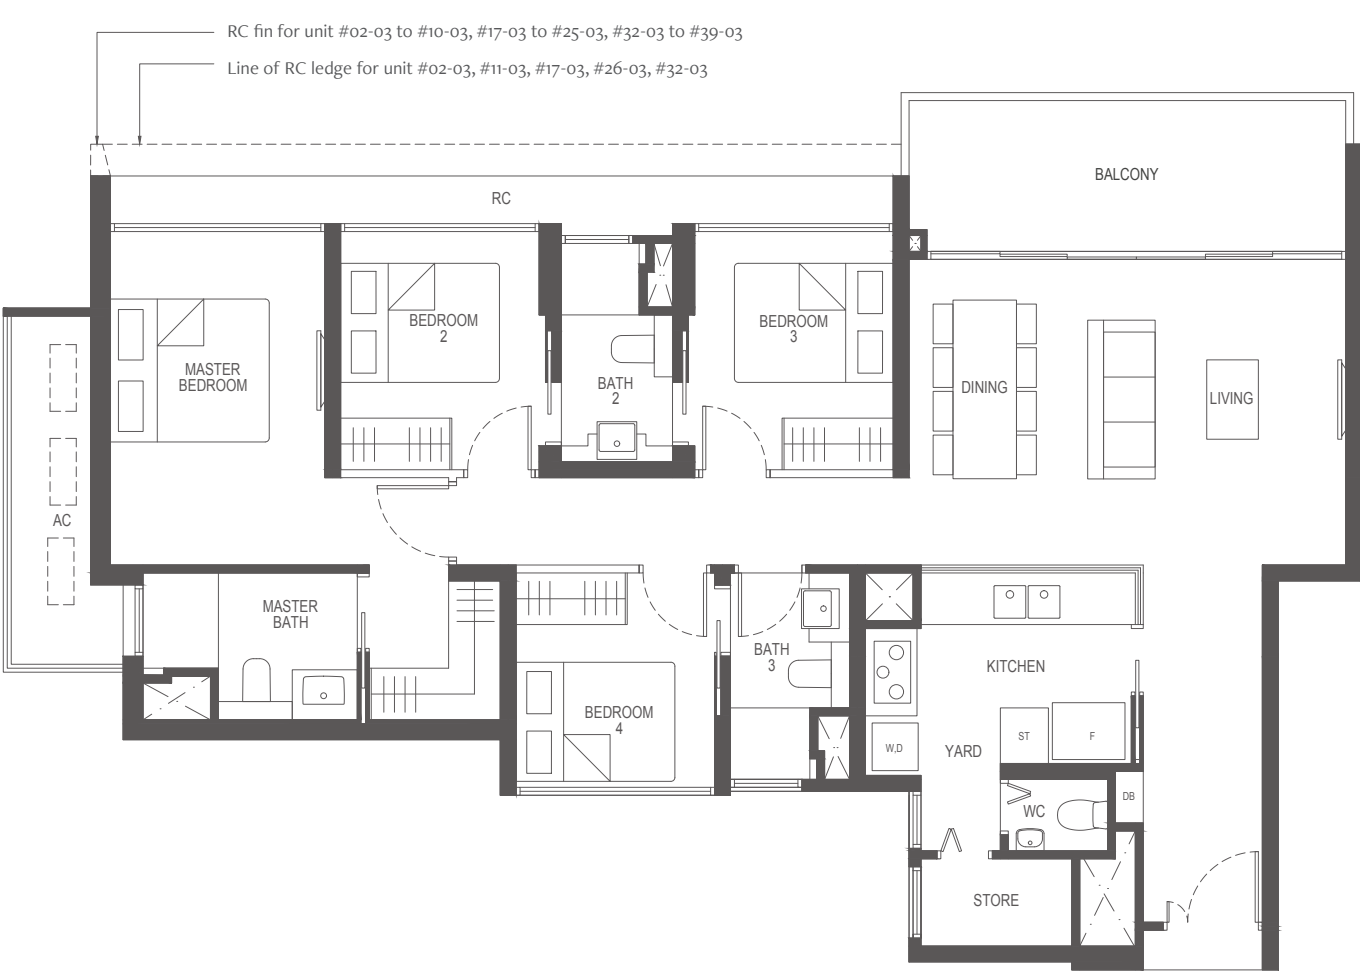 RC fin for unit #02-03 to #10-03, #17-03 to #25-03, #32-03 to #39-03
Line of RC ledge for unit #02-03, #11-03, #17-03, #26-03, #32-03
BALCONY
RC
BEDROOM
2
BEDROOM
3
MASTER
BEDROOM
BATH
2
DINING
LIVING
AC
MASTER
BATH
BATH
3
KITCHEN
BEDROOM
4
ST
F
W,D
YARD
DB
WC
STORE